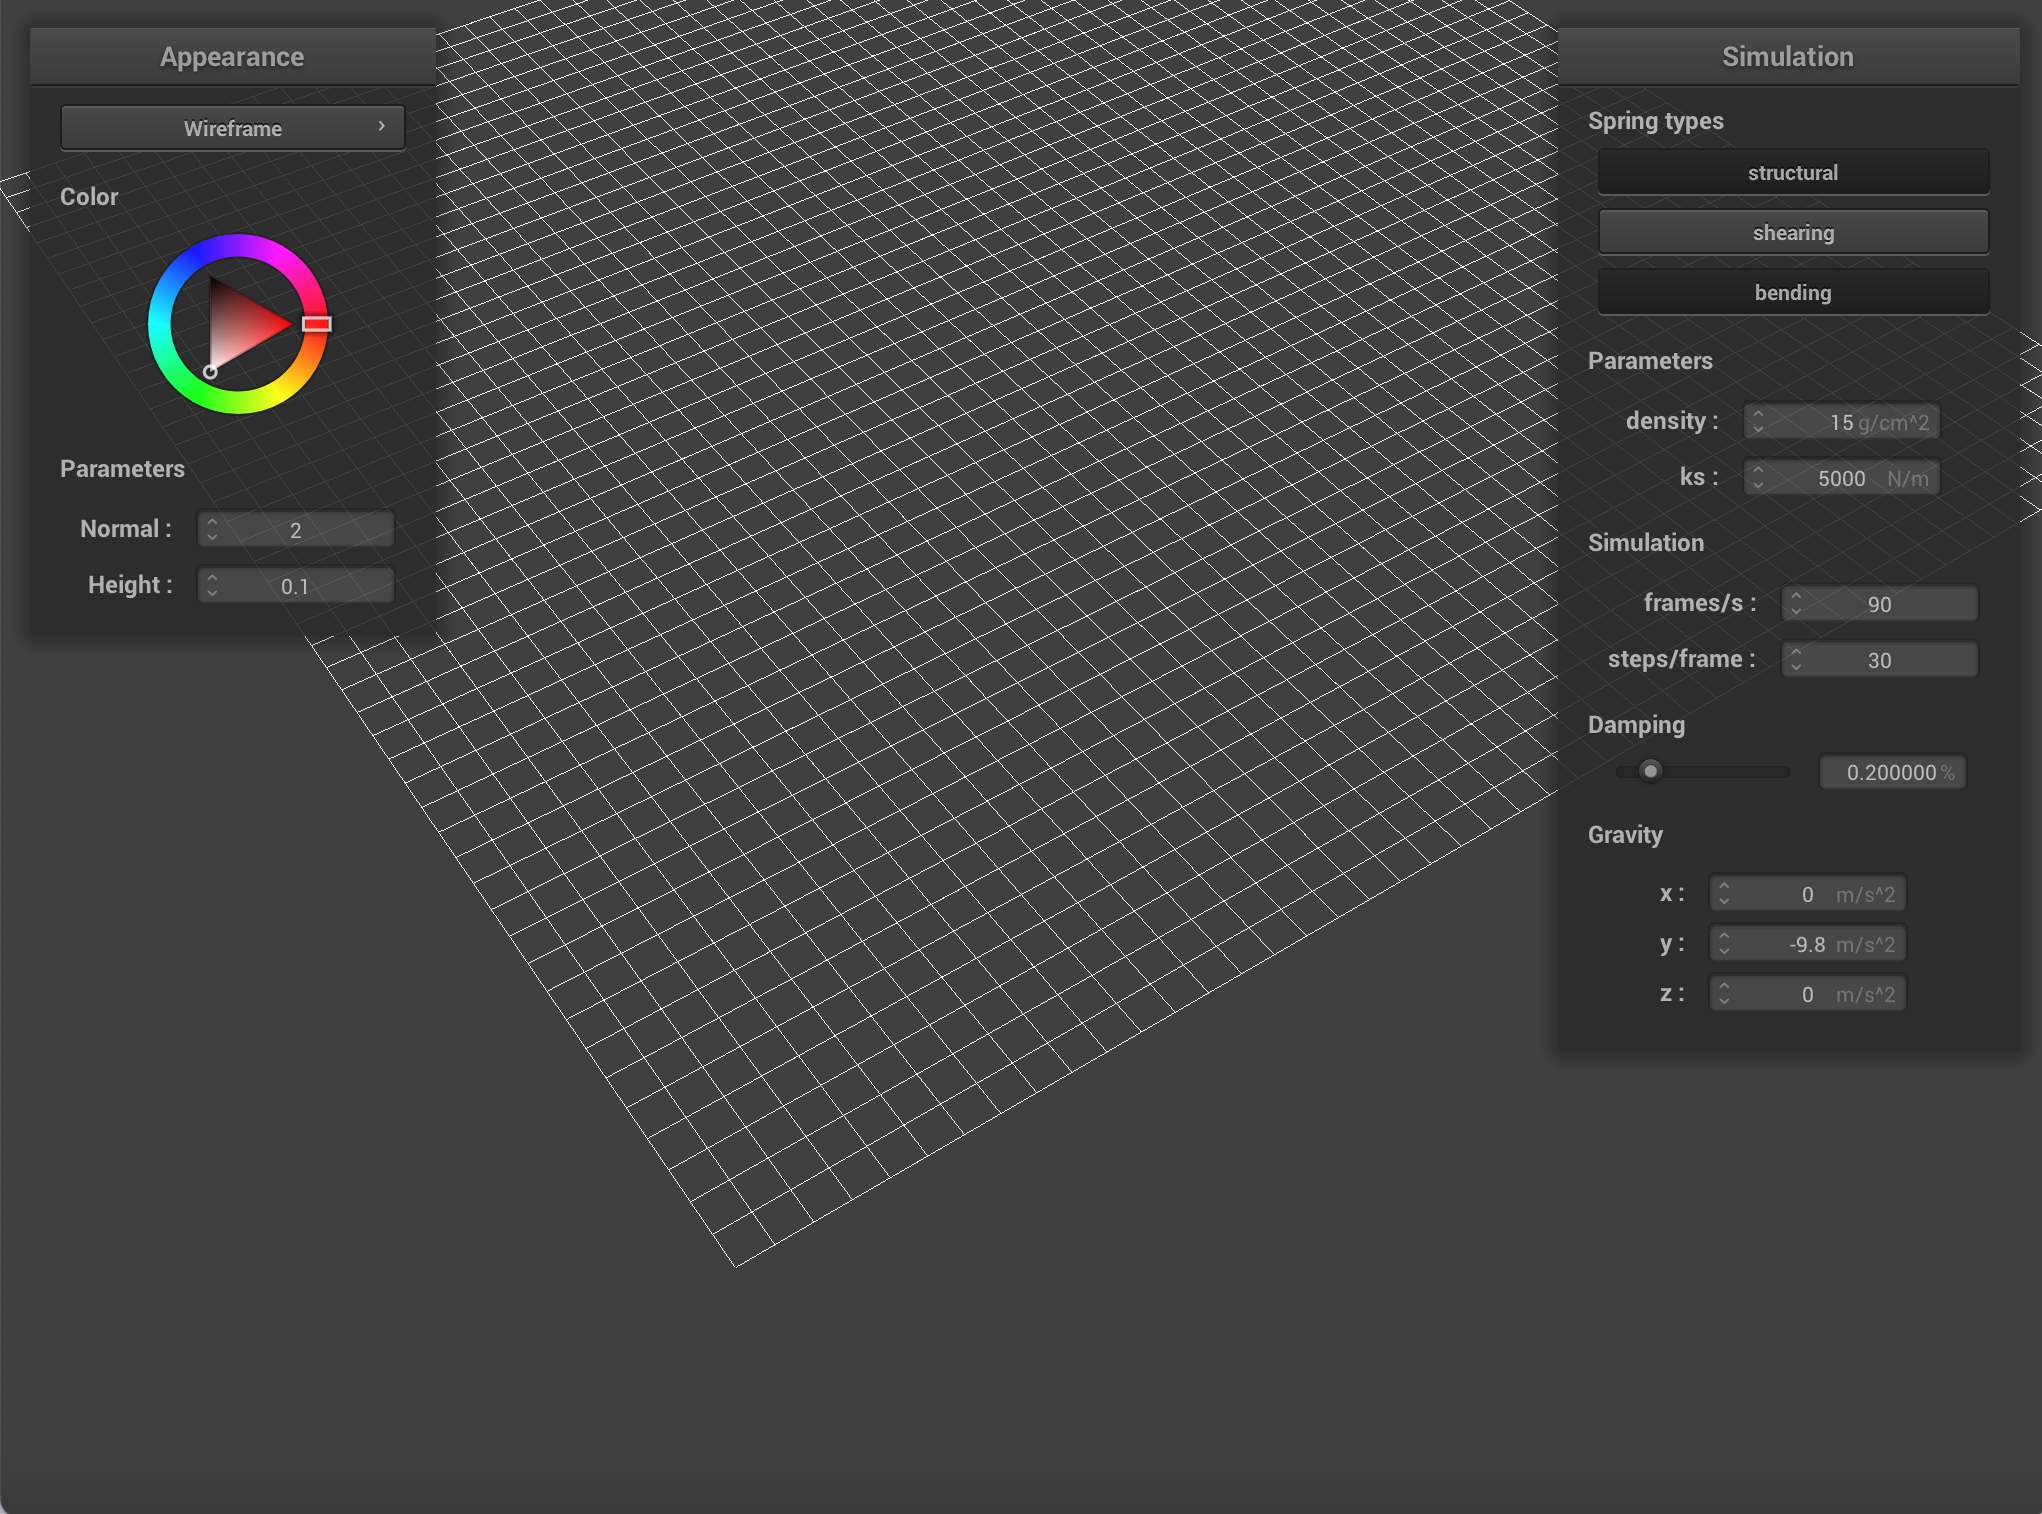 Appearance
Wireframe
Color
Parameters
Normal : 2
Height : 0.1
Simulation
Spring types
structural
shearing
bending
Parameters
density : 15 g/cm^2
ks : 5000 N/m
Simulation
frames/s : 90
steps/frame : 30
Damping
0.200000 %
Gravity
x : 0 m/s^2
y : -9.8 m/s^2
z : 0 m/s^2